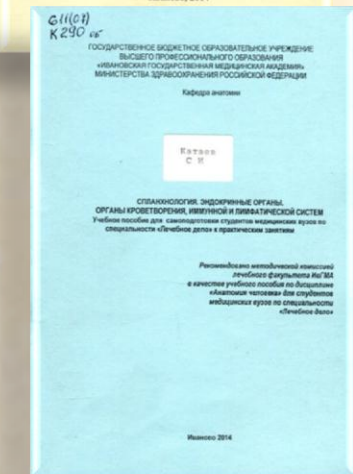 611(07)
К290
ГОСУДАРСТВЕННОЕ БЮДЖЕТНОЕ ОБРАЗОВАТЕЛЬНОЕ УЧРЕЖДЕНИЕ
ВЫСШЕГО ПРОФЕССИОНАЛЬНОГО ОБРАЗОВАНИЯ
«ИВАНОВСКАЯ ГОСУДАРСТВЕННАЯ МЕДИЦИНСКАЯ АКАДЕМИЯ»
МИНИСТЕРСТВА ЗДРАВООХРАНЕНИЯ РОССИЙСКОЙ ФЕДЕРАЦИИ
Кафедра анатомии
Катаев
С И
СПЛАНХНОЛОГИЯ. ЭНДОКРИННЫЕ ОРГАНЫ.
ОРГАНЫ КРОВЕТВОРЕНИЯ, ИММУННОЙ И ЛИМФАТИЧЕСКОЙ СИСТЕМ
Учебное пособие для самоподготовки студентов медицинских вузов по
специальности «Лечебное дело» к практическим занятиям
Рекомендовано методической комиссией
лечебного факультета ИвГМА
в качестве учебного пособия по дисциплине
«Анатомия человека» для студентов
медицинских вузов по специальности
«Лечебное дело»
Иваново 2014